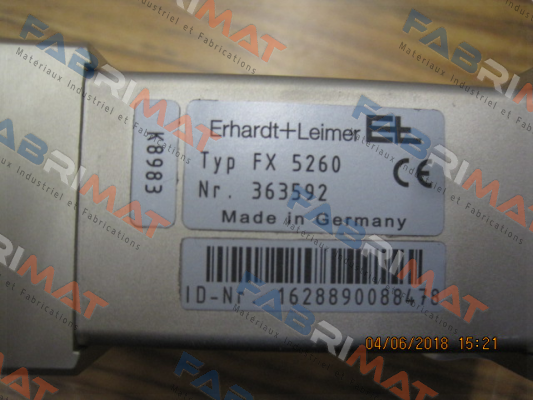 Erhardt+Leimer E+L
Typ FX 5260
Nr. 363592
CE
Made in Germany
K8983
ID-Nr. 1628890088478
04/06/2018 15:21
FABRIMAT
Materiaux Industriel et Fabrications